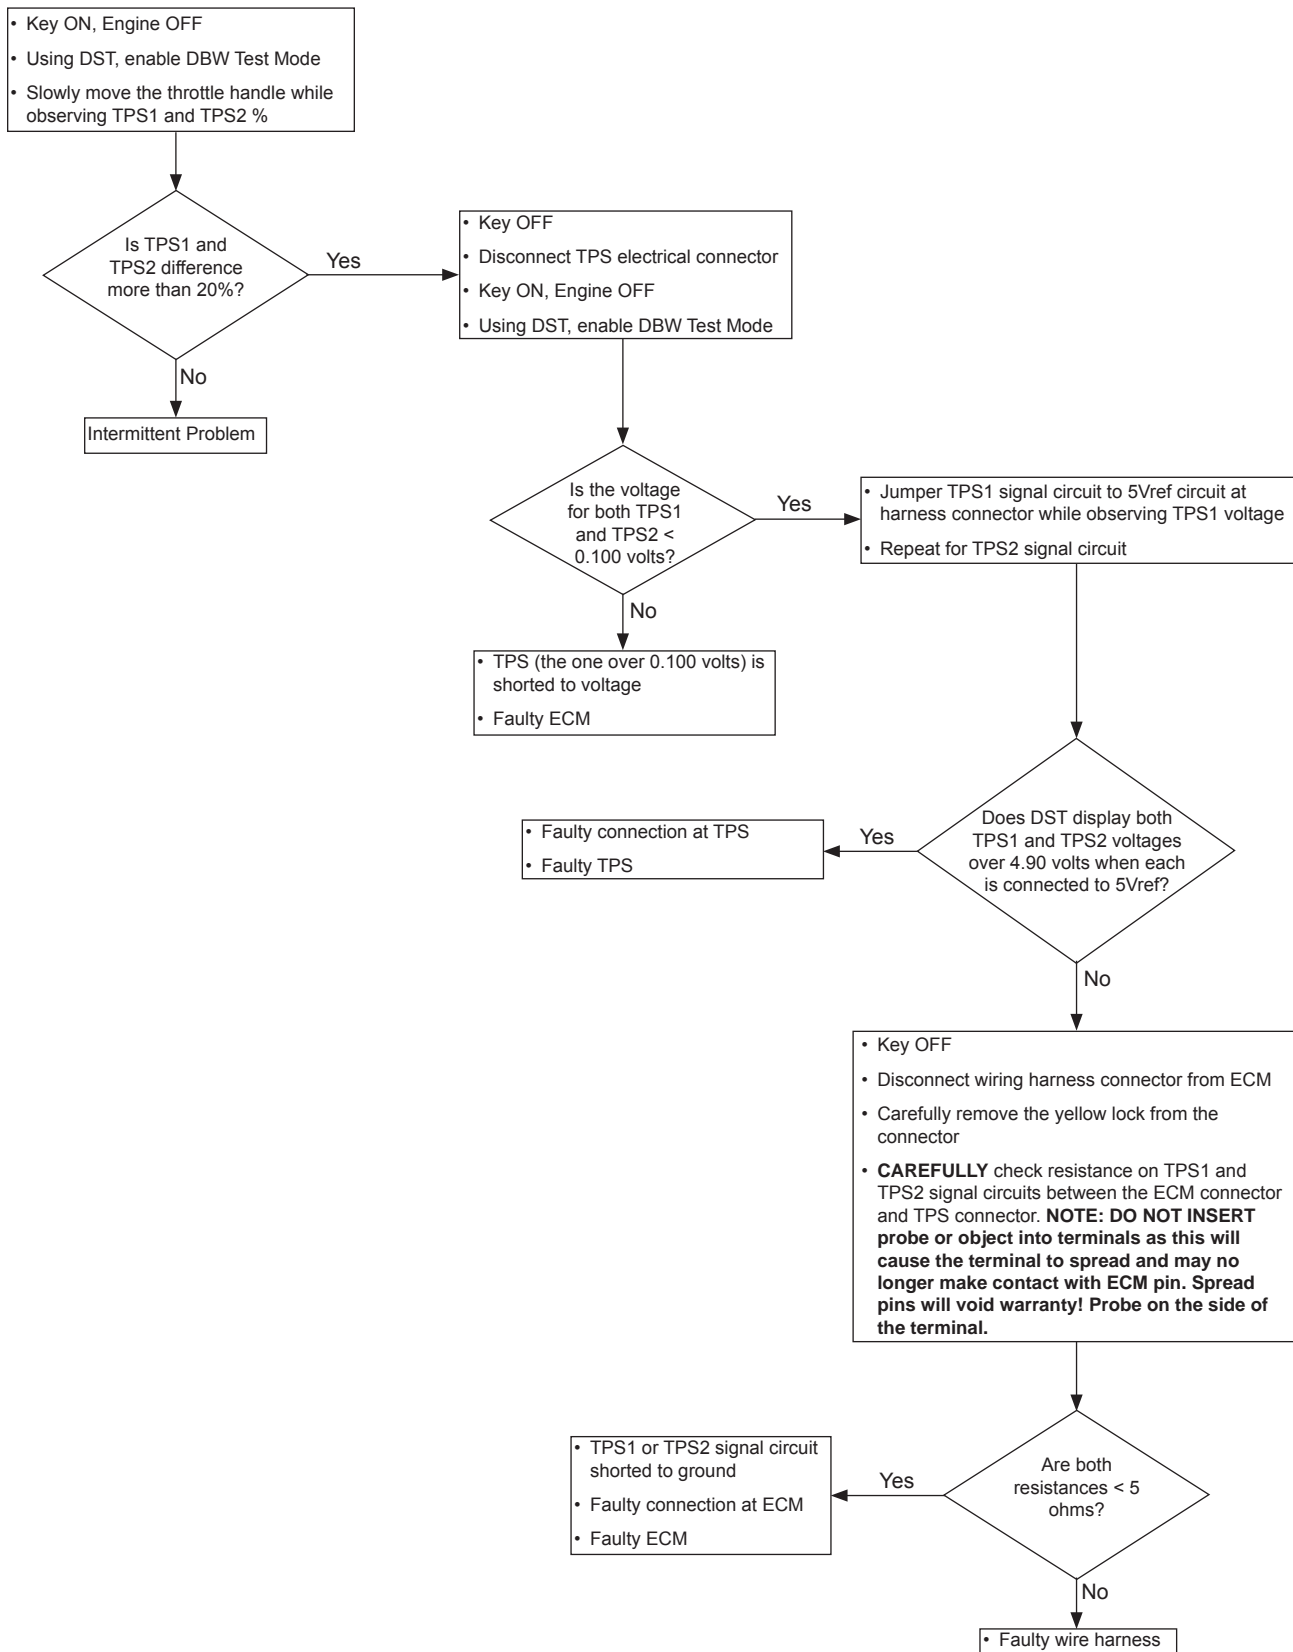 • Key ON, Engine OFF
• Using DST, enable DBW Test Mode
• Slowly move the throttle handle while
observing TPS1 and TPS2 %
Is TPS1 and
TPS2 difference
more than 20%?
Yes
No
Intermittent Problem
• Key OFF
• Disconnect TPS electrical connector
• Key ON, Engine OFF
• Using DST, enable DBW Test Mode
Is the voltage
for both TPS1
and TPS2 <
0.100 volts?
Yes
No
• TPS (the one over 0.100 volts) is
shorted to voltage
• Faulty ECM
• Jumper TPS1 signal circuit to 5Vref circuit at
harness connector while observing TPS1 voltage
• Repeat for TPS2 signal circuit
Does DST display both
TPS1 and TPS2 voltages
over 4.90 volts when each
is connected to 5Vref?
Yes
• Faulty connection at TPS
• Faulty TPS
No
• Key OFF
• Disconnect wiring harness connector from ECM
• Carefully remove the yellow lock from the
connector
• CAREFULLY check resistance on TPS1 and
TPS2 signal circuits between the ECM connector
and TPS connector. NOTE: DO NOT INSERT
probe or object into terminals as this will
cause the terminal to spread and may no
longer make contact with ECM pin. Spread
pins will void warranty! Probe on the side of
the terminal.
Are both
resistances < 5
ohms?
Yes
• TPS1 or TPS2 signal circuit
shorted to ground
• Faulty connection at ECM
• Faulty ECM
No
• Faulty wire harness